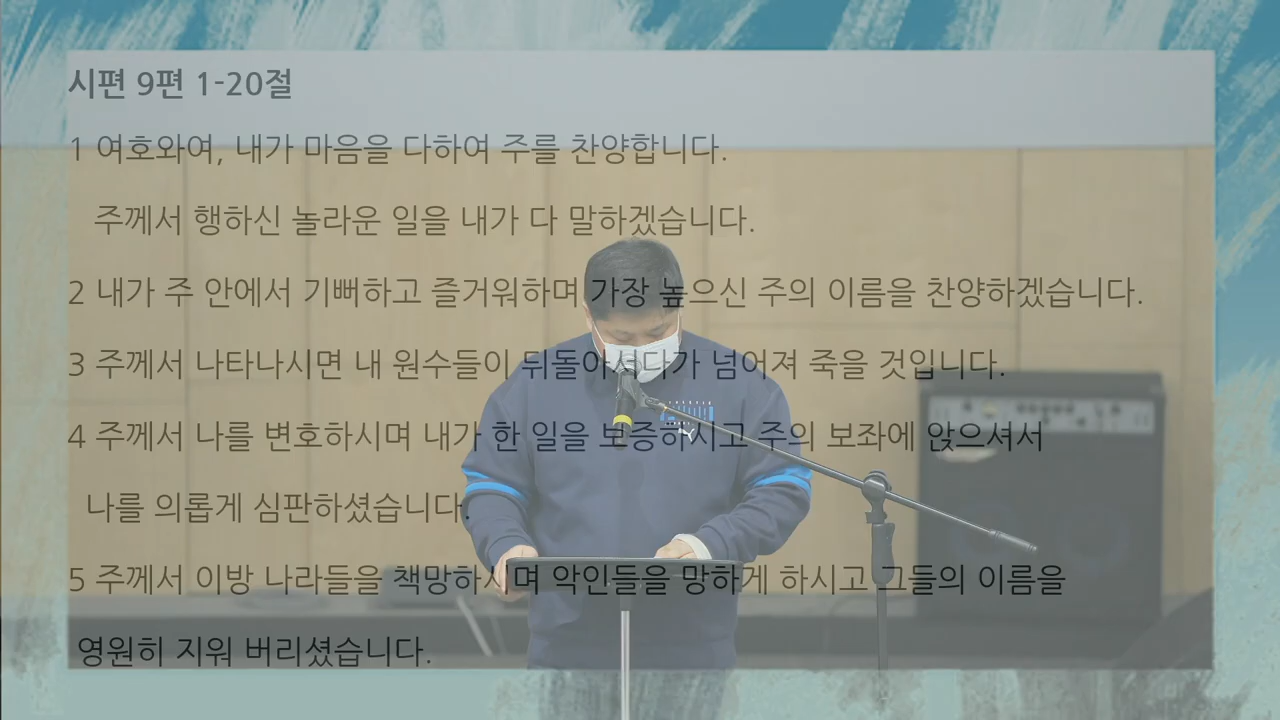 시편 9편 1-20절
1 여호와여, 내가 마음을 다하여 주를 찬양합니다.
주께서 행하신 놀라운 일을 내가 다 말하겠습니다.
2 내가 주 안에서 기뻐하고 즐거워하며 가장 높으신 주의 이름을 찬양하겠습니다.
3 주께서 나타나시면 내 원수들이 뒤돌아서다가 넘어져 죽을 것입니다.
4 주께서 나를 변호하시며 내가 한 일을 보증하시고 주의 보좌에 앉으셔서
나를 의롭게 심판하셨습니다.
5 주께서 이방 나라들을 책망하시며 악인들을 망하게 하시고 그들의 이름을
영원히 지워 버리셨습니다.